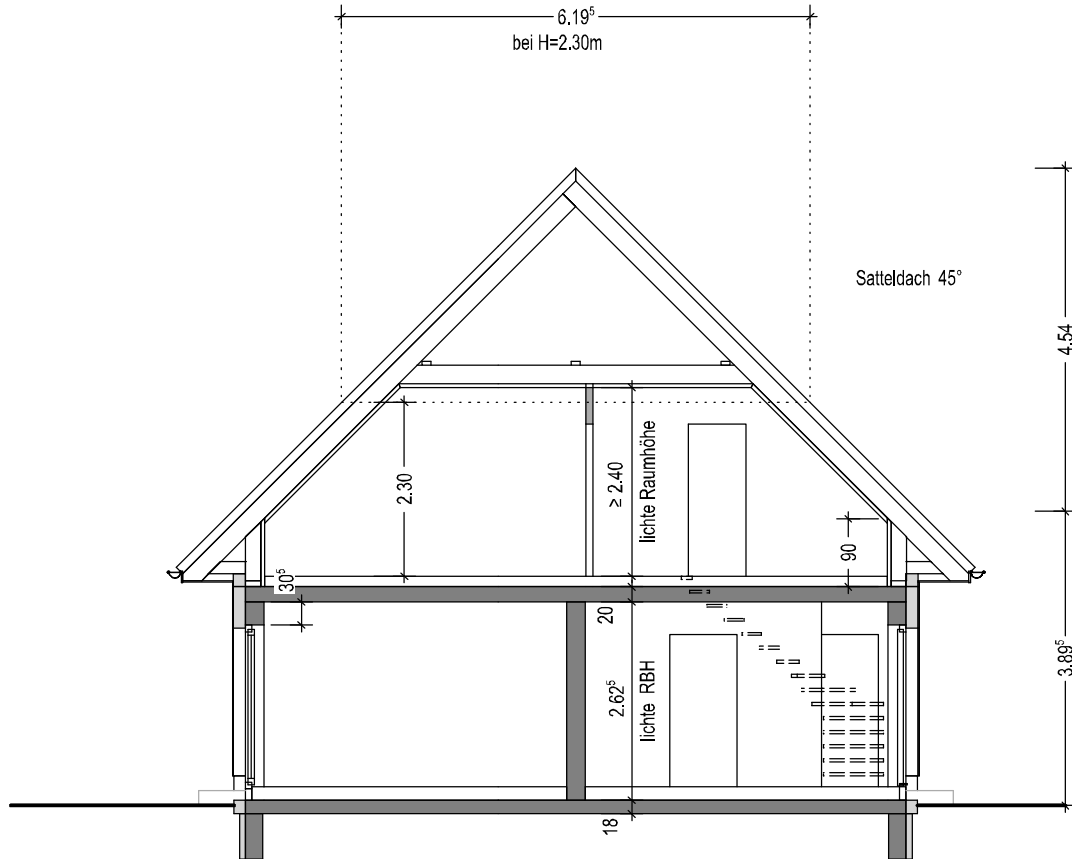 6.19⁵
bei H=2.30m
Satteldach 45°
4.54
2.30
≥ 2.40
lichte Raumhöhe
90
30⁵
20
2.62⁵
lichte RBH
3.89⁵
18